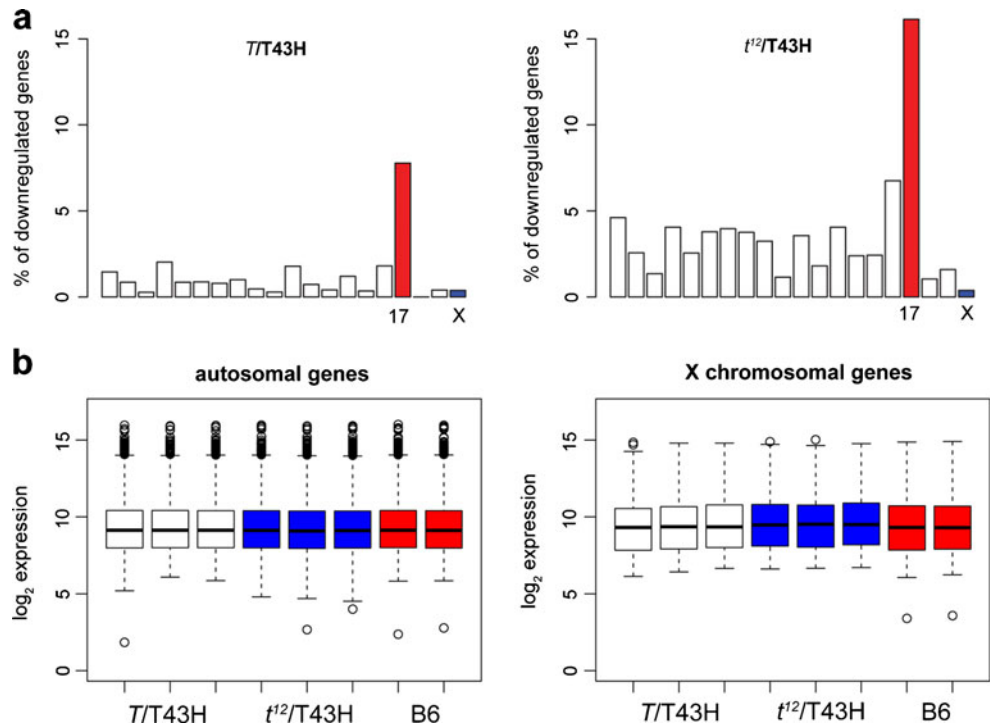 a
T/T43H
t¹²/T43H
% of downregulated genes
15
10
5
0
17
X
% of downregulated genes
15
10
5
0
17
X
b
autosomal genes
X chromosomal genes
log₂ expression
15
10
5
0
T/T43H
t¹²/T43H
B6
log₂ expression
15
10
5
0
T/T43H
t¹²/T43H
B6